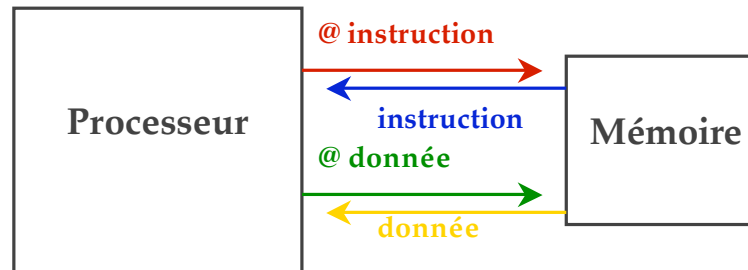 @ instruction
Processeur
instruction
Mémoire
@ donnée
donnée